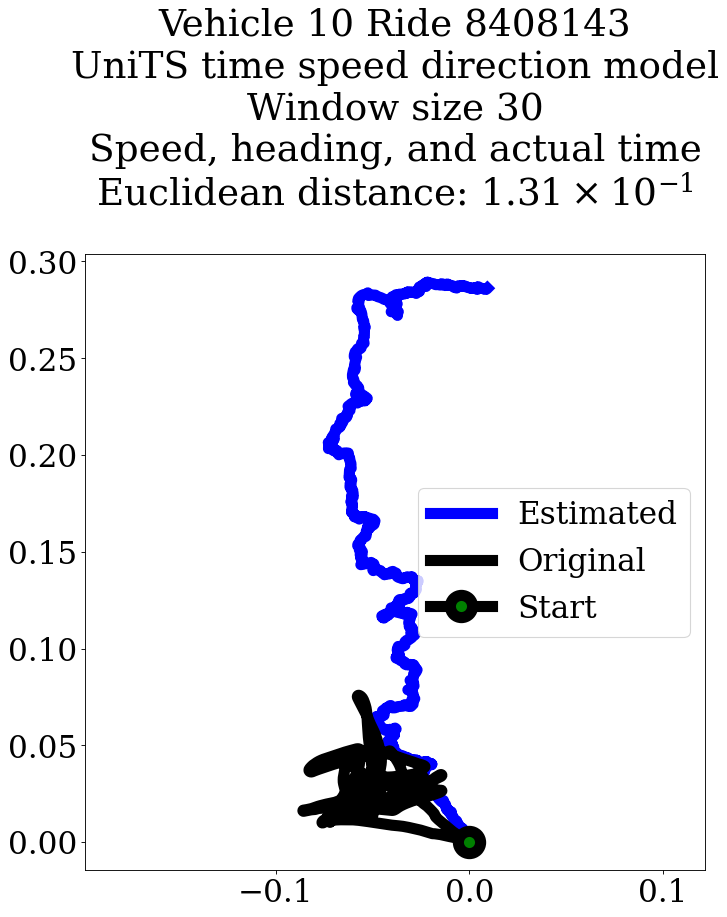 Vehicle 10 Ride 8408143
UniTS time speed direction model
Window size 30
Speed, heading, and actual time
Euclidean distance: 1.31 × 10⁻¹
0.30
0.25
0.20
0.15
0.10
0.05
0.00
Estimated
Original
Start
−0.1 0.0 0.1